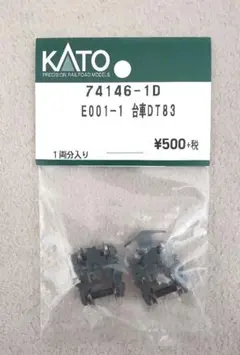 KATO
PRECISION RAILROAD MODELS
74146-1D
E001-1 台車DT83
¥500+税
1両分入り